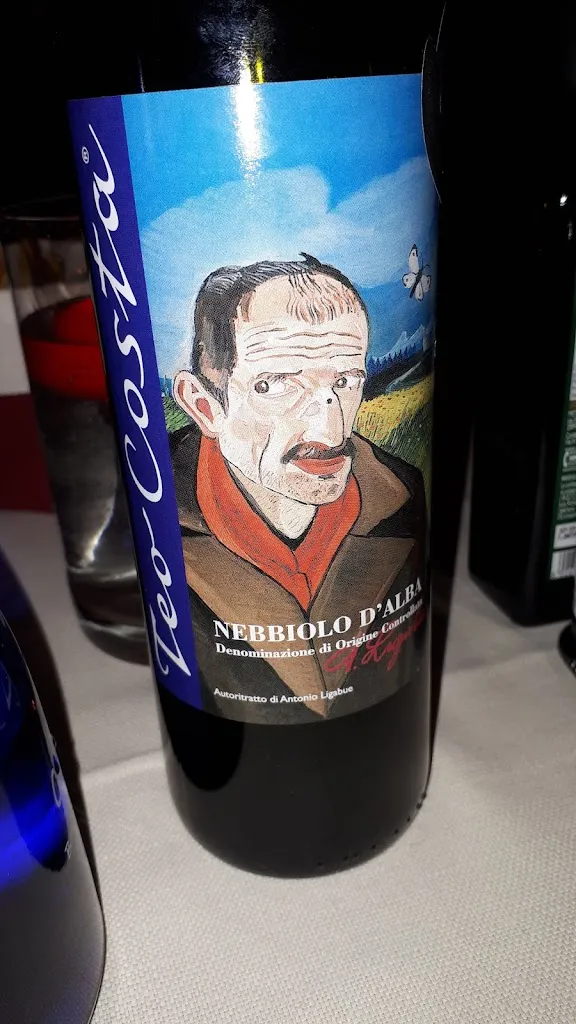 Teo Costa ®
NEBBIOLO D'ALBA
Denominazione di Origine Controllata
Autoritratto di Antonio Ligabue